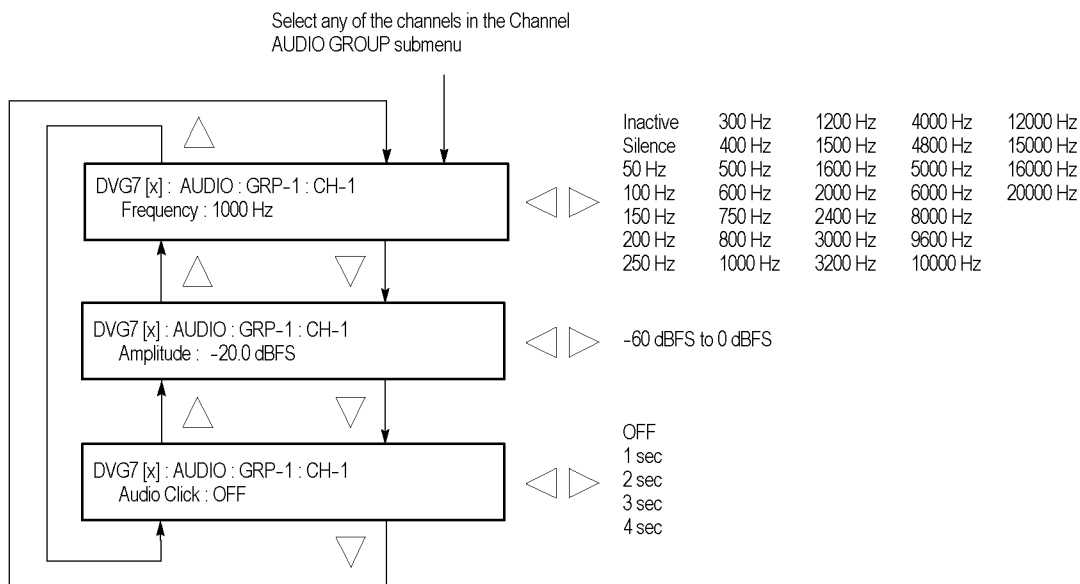 Select any of the channels in the Channel
AUDIO GROUP submenu
DVG7 [x] : AUDIO : GRP-1 : CH-1
Frequency : 1000 Hz
Inactive 300 Hz 1200 Hz 4000 Hz 12000 Hz
Silence 400 Hz 1500 Hz 4800 Hz 15000 Hz
50 Hz 500 Hz 1600 Hz 5000 Hz 16000 Hz
100 Hz 600 Hz 2000 Hz 6000 Hz 20000 Hz
150 Hz 750 Hz 2400 Hz 8000 Hz
200 Hz 800 Hz 3000 Hz 9600 Hz
250 Hz 1000 Hz 3200 Hz 10000 Hz
DVG7 [x] : AUDIO : GRP-1 : CH-1
Amplitude : -20.0 dBFS
-60 dBFS to 0 dBFS
DVG7 [x] : AUDIO : GRP-1 : CH-1
Audio Click : OFF
OFF
1 sec
2 sec
3 sec
4 sec